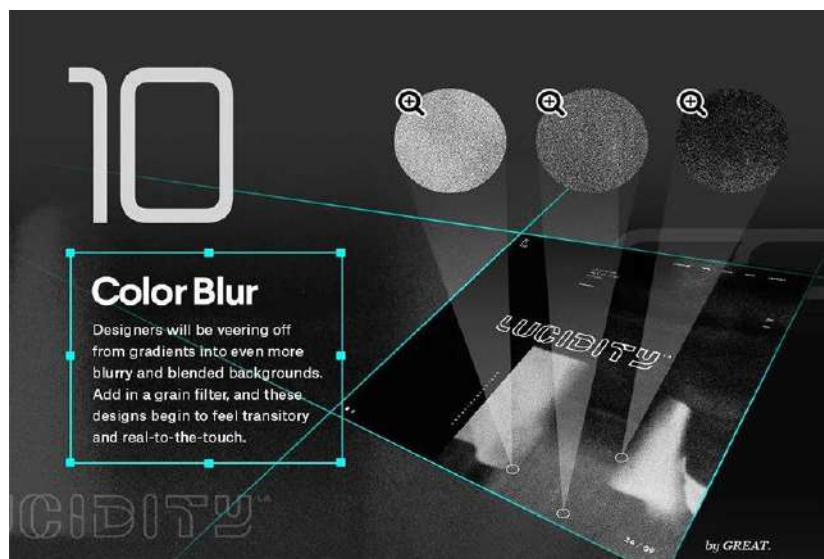 10
Color Blur
Designers will be veering off
from gradients into even more
blurry and blended backgrounds.
Add in a grain filter, and these
designs begin to feel transitory
and real-to-the-touch.
LUCIDITY
LUCIDITY
by GREAT.